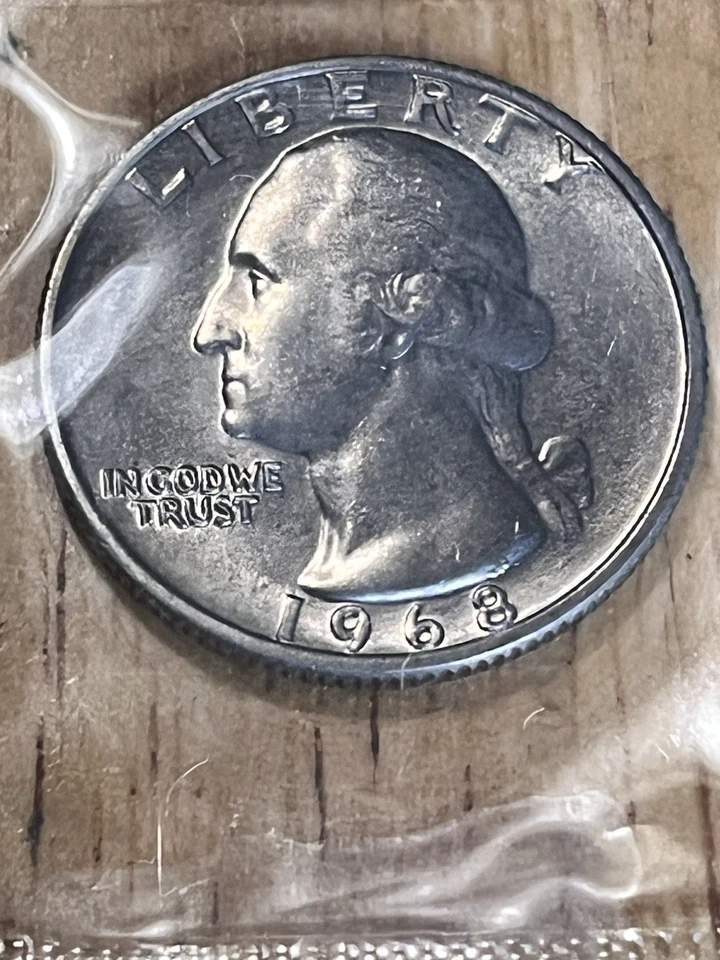 LIBERTY
IN GOD WE
TRUST
1968